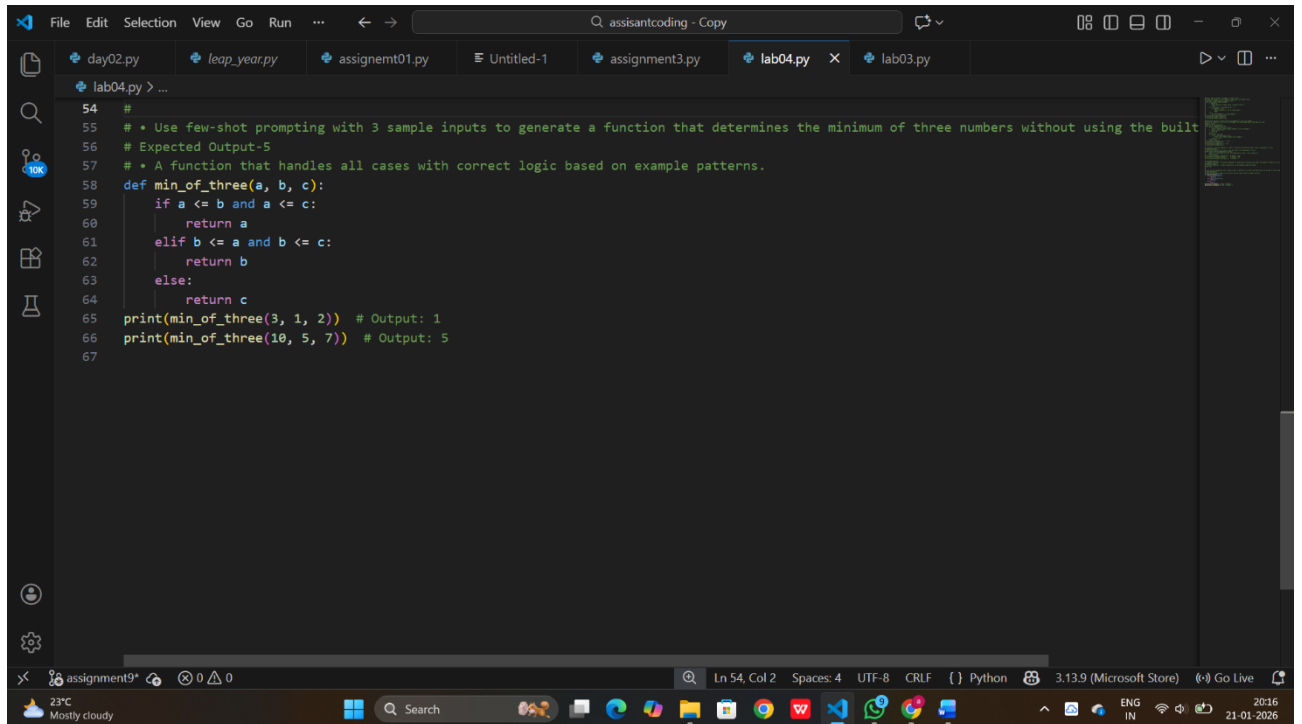 File Edit Selection View Go Run ··· ← → assisantcoding - Copy
day02.py leap_year.py assignemt01.py Untitled-1 assignment3.py lab04.py × lab03.py
lab04.py > ...
54 #
55 # • Use few-shot prompting with 3 sample inputs to generate a function that determines the minimum of three numbers without using the built
56 # Expected Output-5
57 # • A function that handles all cases with correct logic based on example patterns.
58 def min_of_three(a, b, c):
59     if a <= b and a <= c:
60         return a
61     elif b <= a and b <= c:
62         return b
63     else:
64         return c
65 print(min_of_three(3, 1, 2))  # Output: 1
66 print(min_of_three(10, 5, 7))  # Output: 5
67
10K
assignment9* 0 0 Ln 54, Col 2 Spaces: 4 UTF-8 CRLF { } Python 3.13.9 (Microsoft Store) Go Live
23°C
Mostly cloudy
Search
W
ENG
IN
20:16
21-01-2026